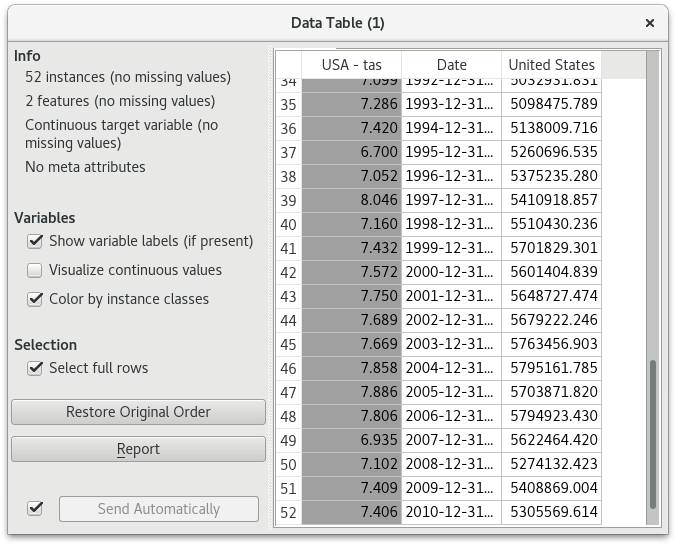 Data Table (1)
Info
52 instances (no missing values)
2 features (no missing values)
Continuous target variable (no
missing values)
No meta attributes
Variables
Show variable labels (if present)
Visualize continuous values
Color by instance classes
Selection
Select full rows
Restore Original Order
Report
Send Automatically
USA - tas Date United States
34 7.099 1992-12-31... 5032931.831
35 7.286 1993-12-31... 5098475.789
36 7.420 1994-12-31... 5138009.716
37 6.700 1995-12-31... 5260696.535
38 7.052 1996-12-31... 5375235.280
39 8.046 1997-12-31... 5410918.857
40 7.160 1998-12-31... 5510430.236
41 7.432 1999-12-31... 5701829.301
42 7.572 2000-12-31... 5601404.839
43 7.750 2001-12-31... 5648727.474
44 7.689 2002-12-31... 5679222.246
45 7.669 2003-12-31... 5763456.903
46 7.858 2004-12-31... 5795161.785
47 7.886 2005-12-31... 5703871.820
48 7.806 2006-12-31... 5794923.430
49 6.935 2007-12-31... 5622464.420
50 7.102 2008-12-31... 5274132.423
51 7.409 2009-12-31... 5408869.004
52 7.406 2010-12-31... 5305569.614